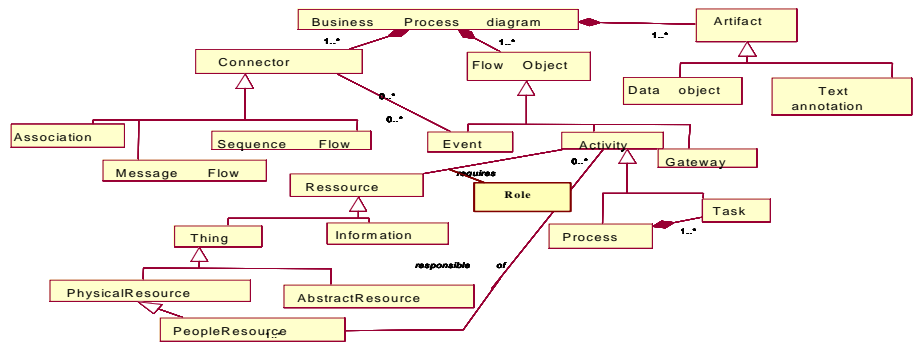 Business Process diagram
Artifact
1..*
1..*
1..*
Connector
Flow Object
Data object
Text
annotation
0..*
0..*
Association
Sequence Flow
Event
Activity
Message Flow
0..*
Gateway
requires
Ressource
Role
Task
Thing
Information
Process
1..*
responsible of
PhysicalResource
AbstractResource
PeopleResource
1..*